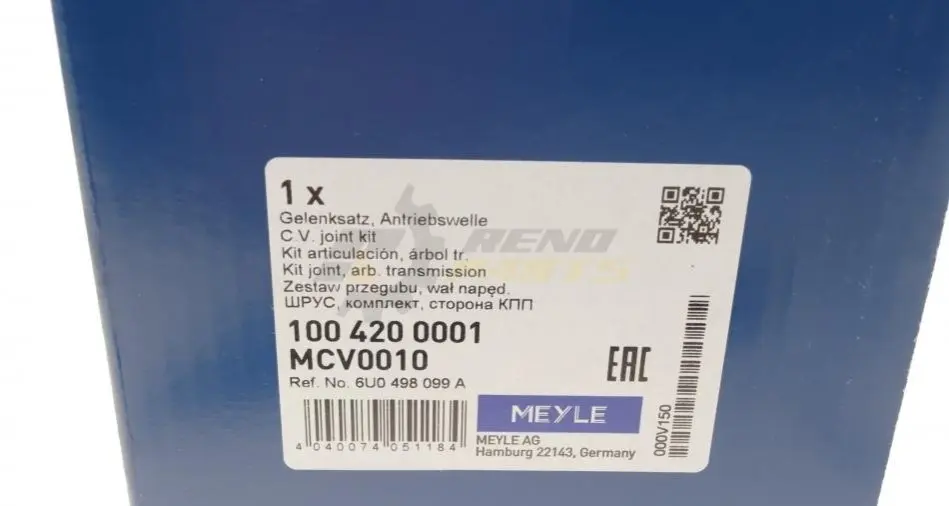 1 x
Gelenksatz, Antriebswelle
C.V. joint kit
Kit articulación, árbol tr.
Kit joint, arb. transmission
Zestaw przegubu, wał napęd.
ШРУС, комплект, сторона КПП
100 420 0001
MCV0010
Ref. No. 6U0 498 099 A
EAC
MEYLE
MEYLE AG
Hamburg 22143, Germany
4 040074 051184
000V150
RENO
PARTS